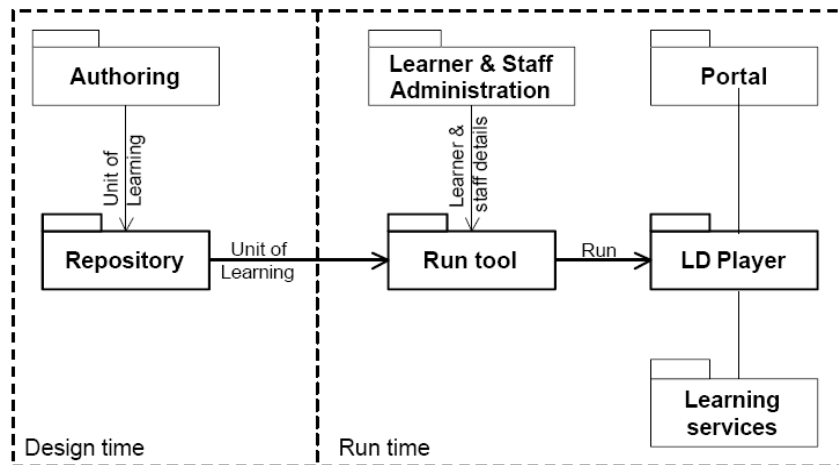 Authoring
Learner & Staff
Administration
Portal
Unit of
Learning
Learner &
staff details
Repository
Unit of
Learning
Run tool
Run
LD Player
Learning
services
Design time
Run time